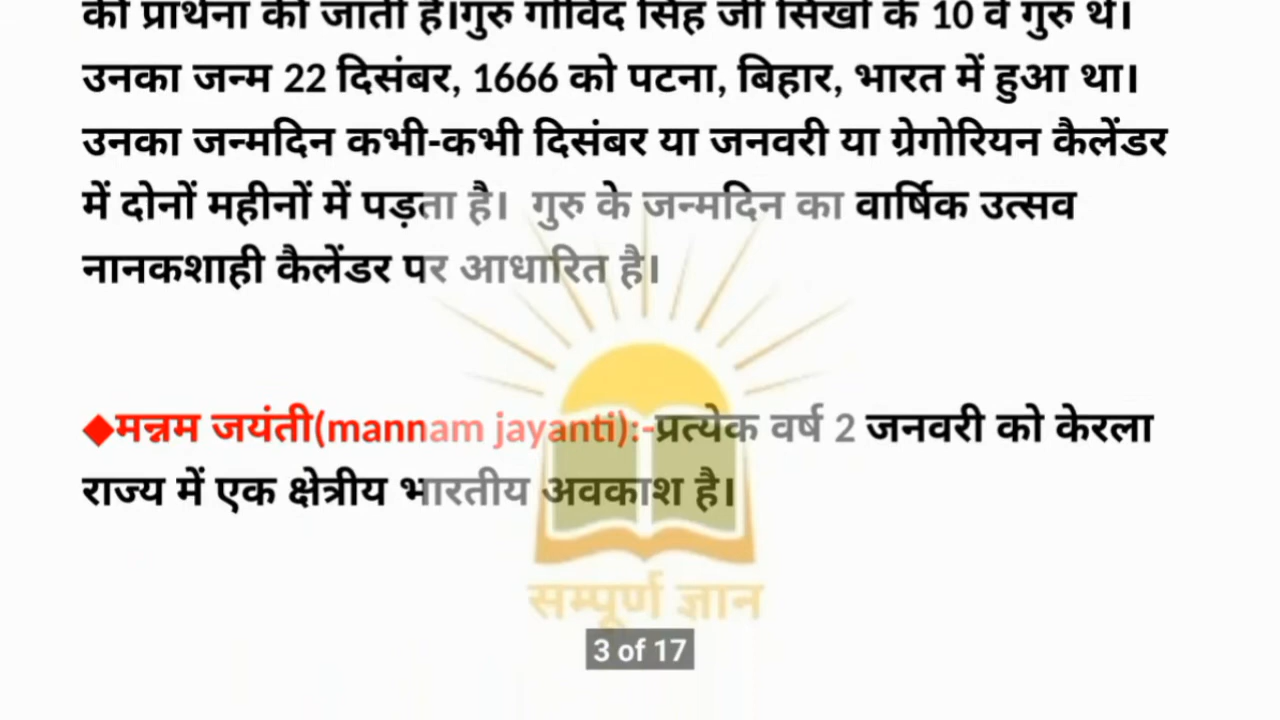 की प्रार्थना की जाती है।गुरु गोविंद सिंह जी सिखों के 10 वें गुरु थे।
उनका जन्म 22 दिसंबर, 1666 को पटना, बिहार, भारत में हुआ था।
उनका जन्मदिन कभी-कभी दिसंबर या जनवरी या ग्रेगोरियन कैलेंडर
में दोनों महीनों में पड़ता है। गुरु के जन्मदिन का वार्षिक उत्सव
नानकशाही कैलेंडर पर आधारित है।
◆मन्नम जयंती(mannam jayanti):-प्रत्येक वर्ष 2 जनवरी को केरला
राज्य में एक क्षेत्रीय भारतीय अवकाश है।
सम्पूर्ण ज्ञान
3 of 17